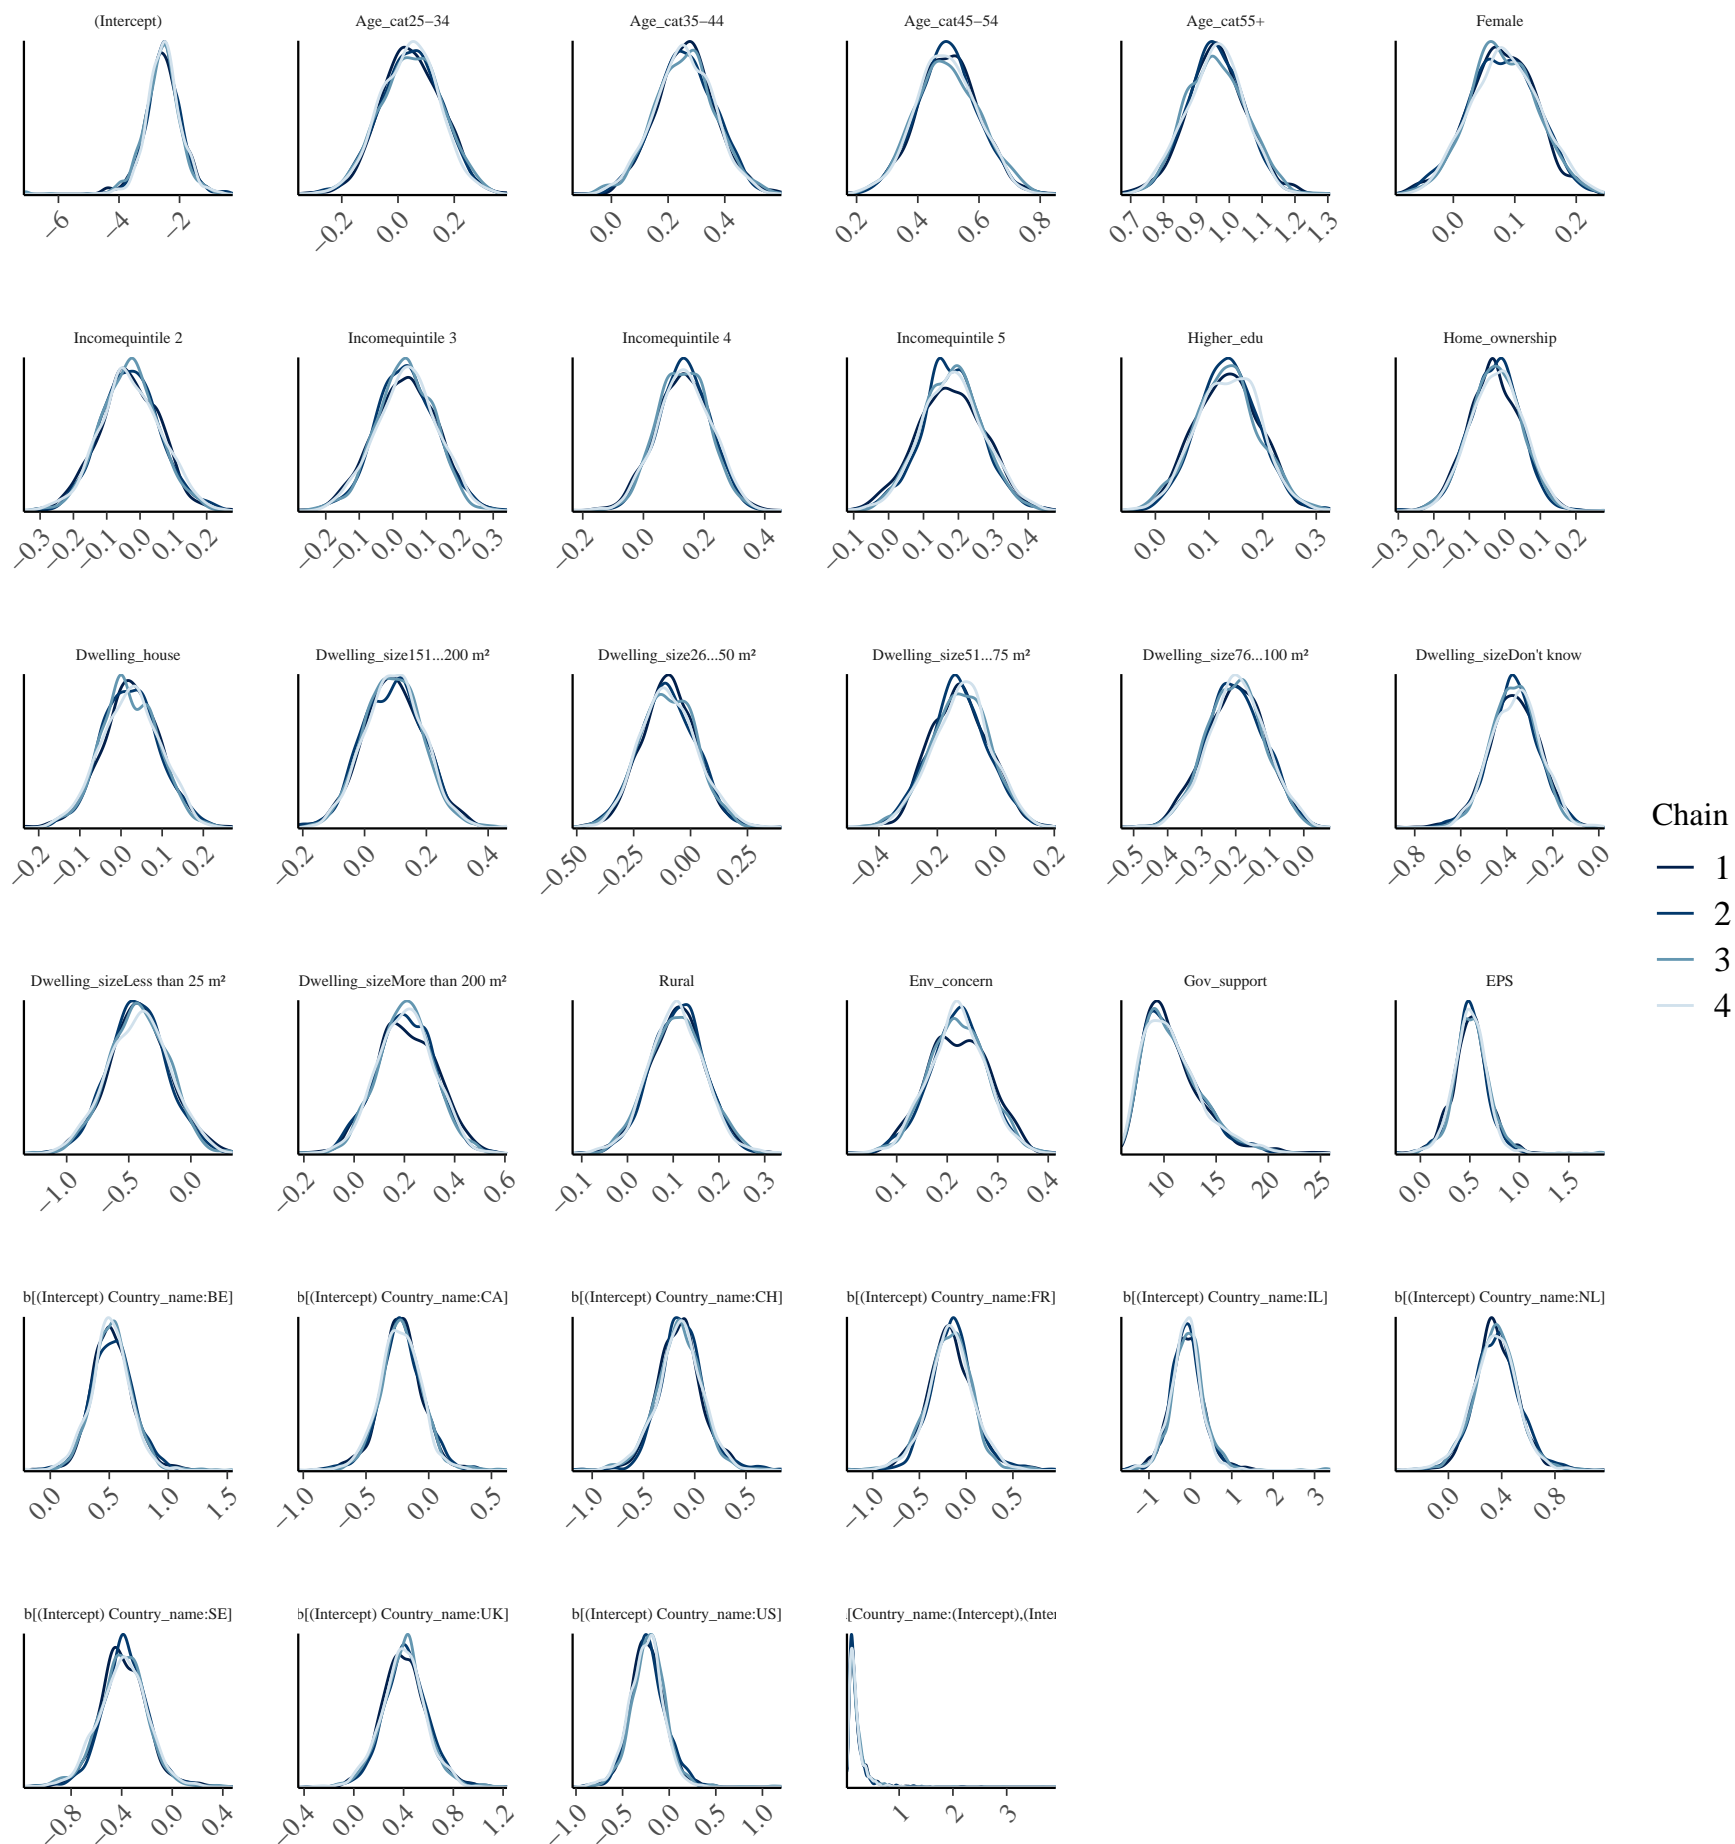 (Intercept) Age_cat25−34 Age_cat35−44 Age_cat45−54 Age_cat55+ Female
−6 −4 −2 −0.2 0.0 0.2 0.0 0.2 0.4 0.2 0.4 0.6 0.8 0.7 0.8 0.9 1.0 1.1 1.2 1.3 0.0 0.1 0.2
Incomequintile 2 Incomequintile 3 Incomequintile 4 Incomequintile 5 Higher_edu Home_ownership
−0.3 −0.2 −0.1 0.0 0.1 0.2 −0.2 −0.1 0.0 0.1 0.2 0.3 −0.2 0.0 0.2 0.4 −0.1 0.0 0.1 0.2 0.3 0.4 0.0 0.1 0.2 0.3 −0.3 −0.2 −0.1 0.0 0.1 0.2
Dwelling_house Dwelling_size151...200 m² Dwelling_size26...50 m² Dwelling_size51...75 m² Dwelling_size76...100 m² Dwelling_sizeDon't know
−0.2 −0.1 0.0 0.1 0.2 −0.2 0.0 0.2 0.4 −0.50 −0.25 0.00 0.25 −0.4 −0.2 0.0 0.2 −0.5 −0.4 −0.3 −0.2 −0.1 0.0 −0.8 −0.6 −0.4 −0.2 0.0
Chain
1
2
3
4
Dwelling_sizeLess than 25 m² Dwelling_sizeMore than 200 m² Rural Env_concern Gov_support EPS
−1.0 −0.5 0.0 −0.2 0.0 0.2 0.4 0.6 −0.1 0.0 0.1 0.2 0.3 0.1 0.2 0.3 0.4 10 15 20 25 0.0 0.5 1.0 1.5
b[(Intercept) Country_name:BE] b[(Intercept) Country_name:CA] b[(Intercept) Country_name:CH] b[(Intercept) Country_name:FR] b[(Intercept) Country_name:IL] b[(Intercept) Country_name:NL]
0.0 0.5 1.0 1.5 −1.0 −0.5 0.0 0.5 −1.0 −0.5 0.0 0.5 −1.0 −0.5 0.0 0.5 −1 0 1 2 3 0.0 0.4 0.8
b[(Intercept) Country_name:SE] b[(Intercept) Country_name:UK] b[(Intercept) Country_name:US] [Country_name:(Intercept),(Inter
−0.8 −0.4 0.0 0.4 −0.4 0.0 0.4 0.8 1.2 −1.0 −0.5 0.0 0.5 1.0 1 2 3